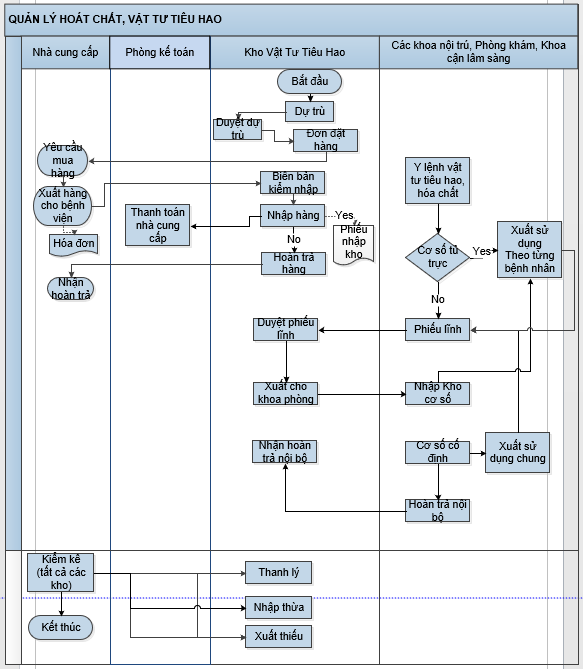 QUẢN LÝ HOÁT CHẤT, VẬT TƯ TIÊU HAO
Nhà cung cấp
Phòng kế toán
Kho Vật Tư Tiêu Hao
Các khoa nội trú, Phòng khám, Khoa
cận lâm sàng
Bắt đầu
Dự trù
Duyệt dự
trù
Đơn đặt
hàng
Yêu cầu
mua
hàng
Xuất hàng
cho bệnh
viện
Hóa đơn
Nhận
hoàn trả
Thanh toán
nhà cung
cấp
Biên bản
kiểm nhập
Nhập hàng
Yes
No
Phiếu
nhập
kho
Hoàn trả
hàng
Y lệnh vật
tư tiêu hao,
hóa chất
Cơ số tủ
trực
Yes
No
Xuất sử
dụng
Theo từng
bệnh nhân
Duyệt phiếu
lĩnh
Phiếu lĩnh
Xuất cho
khoa phòng
Nhập Kho
cơ số
Nhận hoàn
trả nội bộ
Cơ số cố
định
Xuất sử
dụng chung
Hoàn trả nội
bộ
Kiểm kê
(tất cả các
kho)
Kết thúc
Thanh lý
Nhập thừa
Xuất thiếu